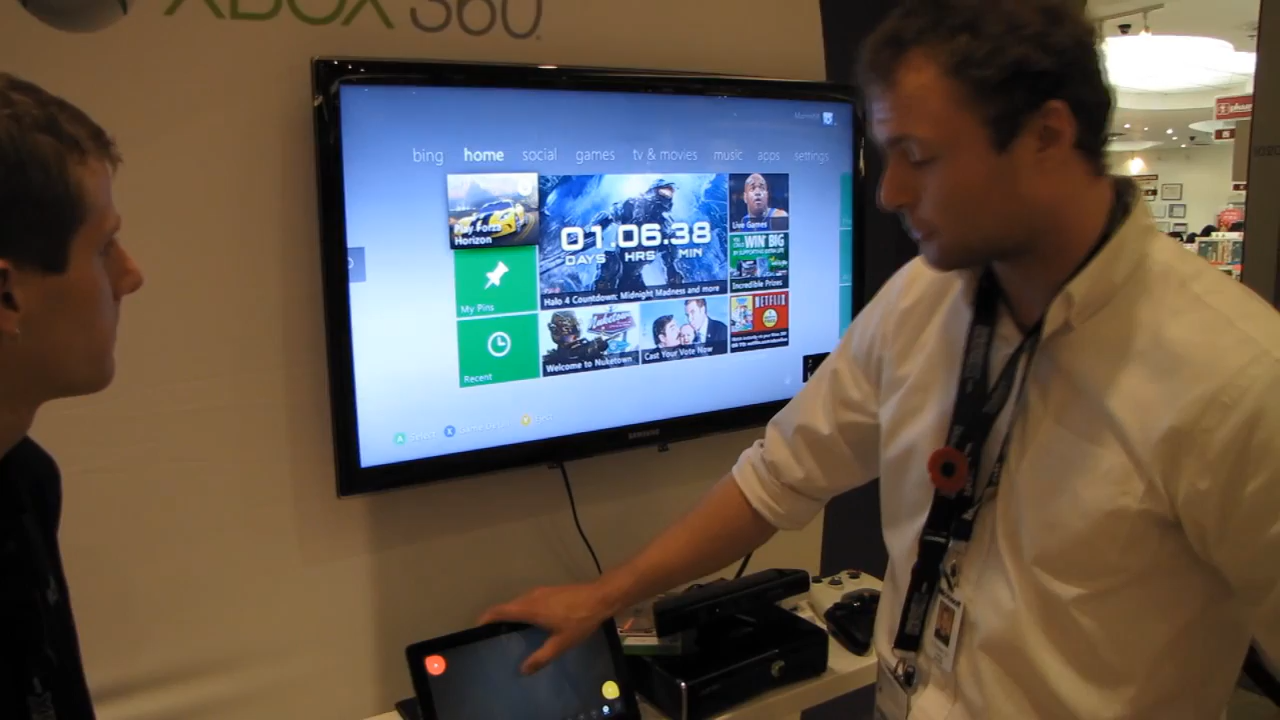 XBOX 360
bing home social games tv & movies music apps settings
Play Forza
Horizon
My Pins
Recent
01.06.38
DAYS HRS MIN
Halo 4 Countdown: Midnight Madness and more
Live Games
WIN BIG
Incredible Prizes
Nuketown
Welcome to Nuketown
Cast Your Vote Now
NETFLIX
A Select X Y
SAMSUNG